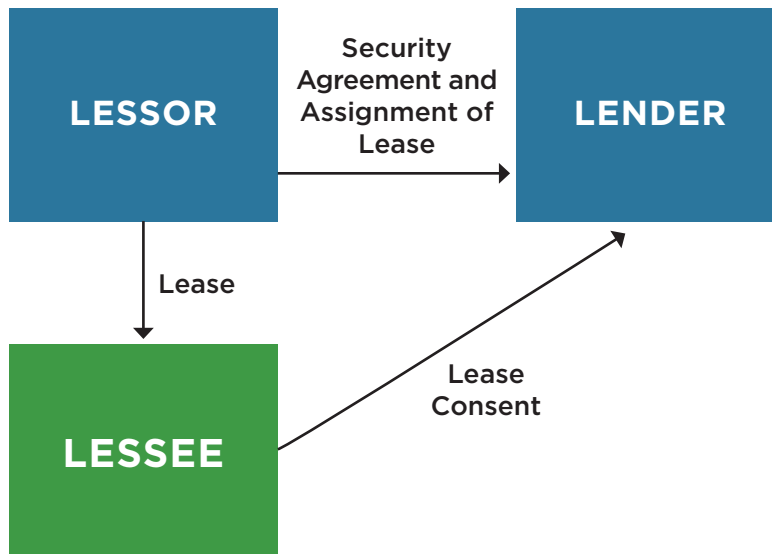 LESSOR
Security
Agreement and
Assignment of
Lease
LENDER
Lease
Lease
Consent
LESSEE